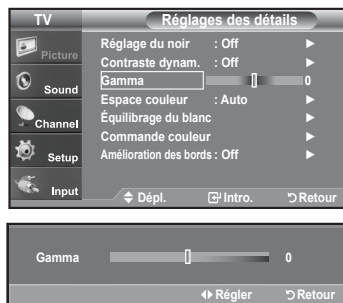 TV
Réglages des détails
Picture
Sound
Channel
Setup
Input
Réglage du noir : Off
Contraste dynam. : Off
Gamma 0
Espace couleur : Auto
Équilibrage du blanc
Commande couleur
Amélioration des bords : Off
Dépl. Intro. Retour
Gamma 0
Régler Retour